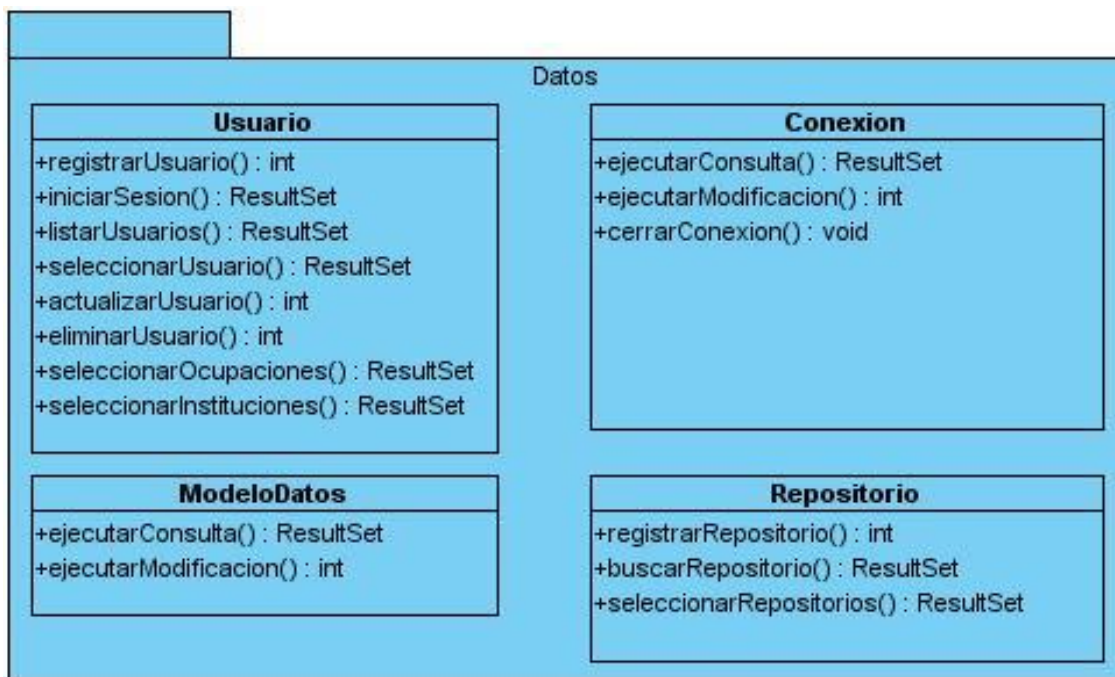 Datos
Usuario
+registrarUsuario() : int
+iniciarSesion() : ResultSet
+listarUsuarios() : ResultSet
+seleccionarUsuario() : ResultSet
+actualizarUsuario() : int
+eliminarUsuario() : int
+seleccionarOcupaciones() : ResultSet
+seleccionarInstituciones() : ResultSet
Conexion
+ejecutarConsulta() : ResultSet
+ejecutarModificacion() : int
+cerrarConexion() : void
ModeloDatos
+ejecutarConsulta() : ResultSet
+ejecutarModificacion() : int
Repositorio
+registrarRepositorio() : int
+buscarRepositorio() : ResultSet
+seleccionarRepositorios() : ResultSet